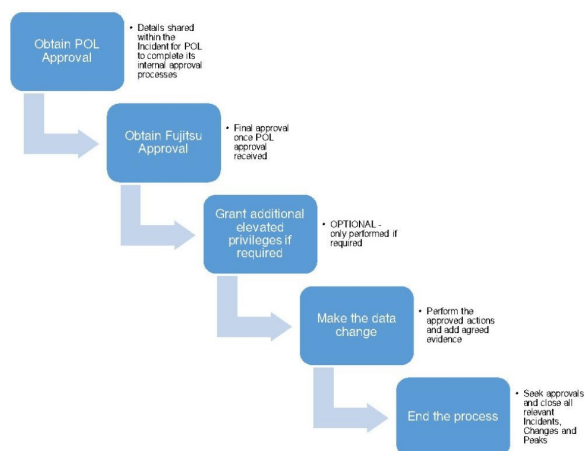 Obtain POL
Approval
• Details shared
within the
Incident for POL
to complete its
internal approval
processes
Obtain Fujitsu
Approval
• Final approval
once POL
approval
received
Grant additional
elevated
privileges if
required
• OPTIONAL -
only performed if
required
Make the data
change
• Perform the
approved actions
and add agreed
evidence
End the process
• Seek approvals
and close all
relevant
Incidents,
Changes and
Peaks